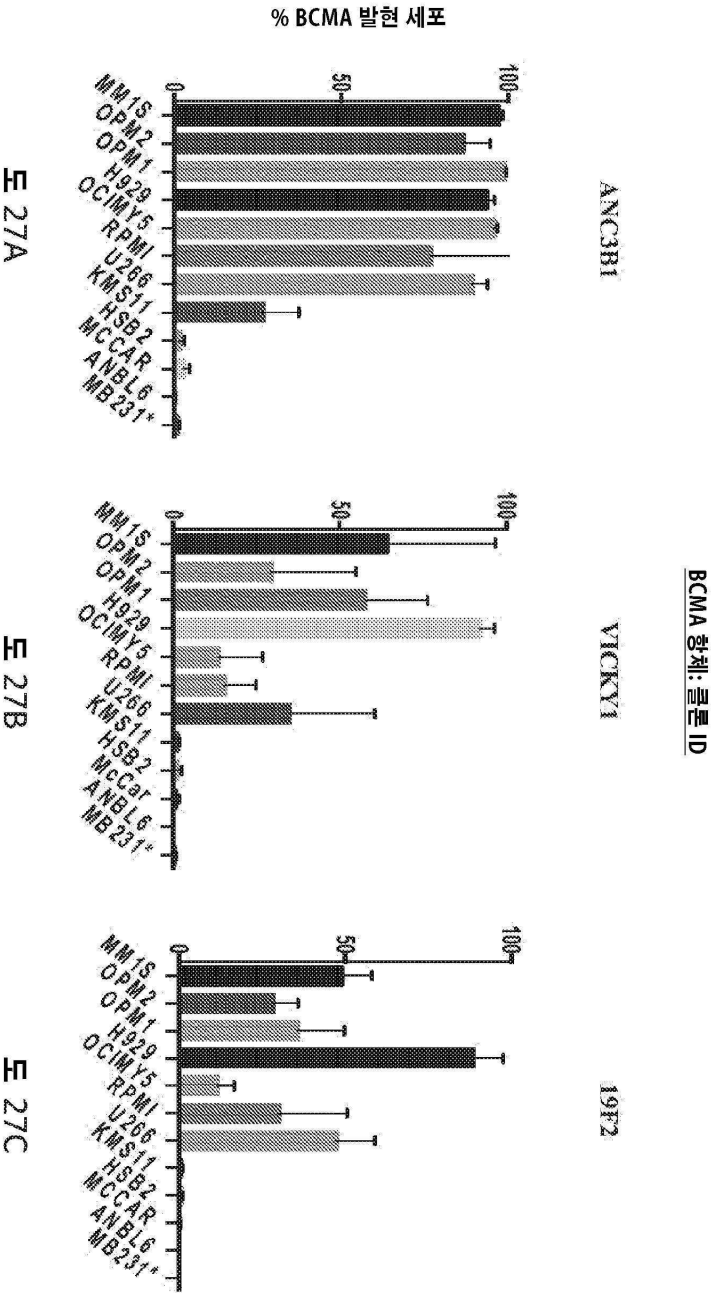 BCMA 항체: 클론 ID
ANC3B1
% BCMA 발현 세포
100
50
0
MM1S
OPM2
OPM1
H929
OCIMY5
RPMI
U266
KMS11
HSB2
MCCAR
ANBL6
MB231*
도 27A
VICKY1
100
50
0
MM1S
OPM2
OPM1
H929
OCIMY5
RPMI
U266
KMS11
HSB2
McCar
ANBL6
MB231*
도 27B
19F2
100
50
0
MM1S
OPM2
OPM1
H929
OCIMY5
RPMI
U266
KMS11
HSB2
MCCAR
ANBL6
MB231*
도 27C